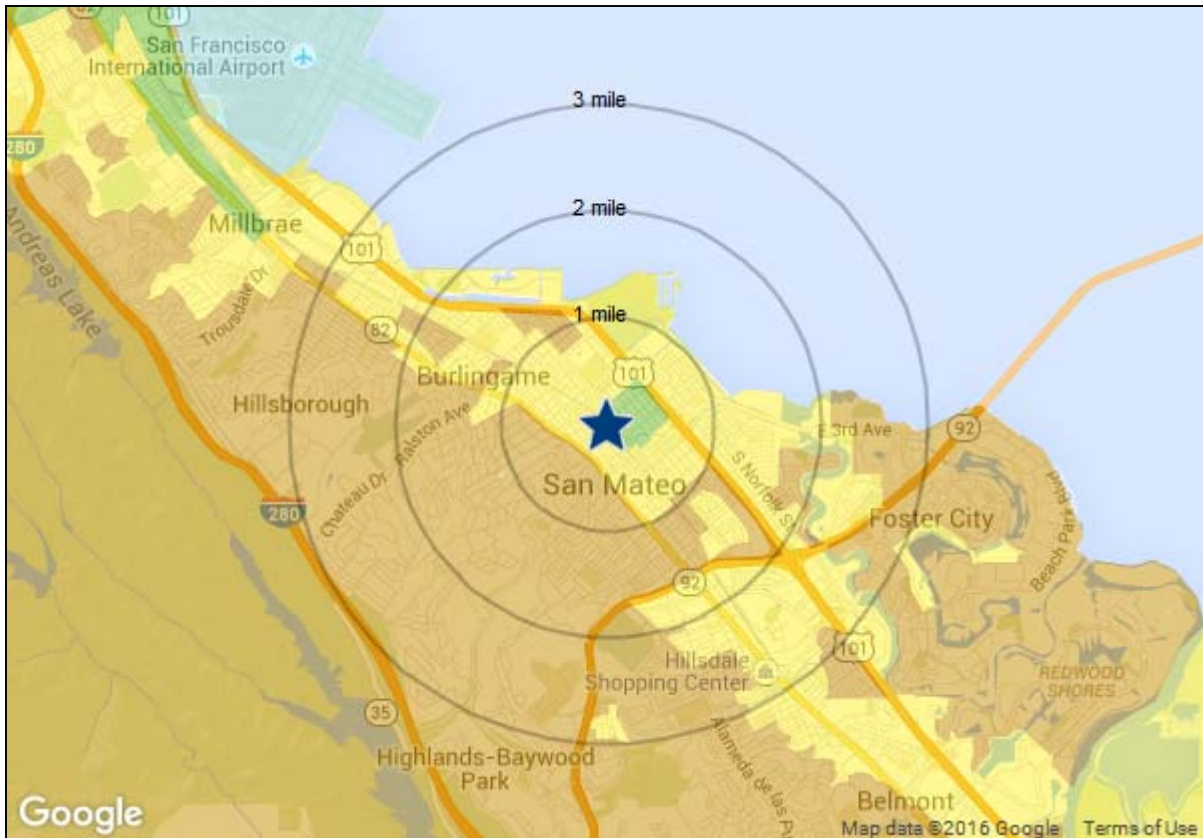 82
101
San Francisco
International Airport
3 mile
280
Andreas Lake
2 mile
Millbrae
101
Trousdale Dr
1 mile
82
101
Burlingame
Hillsborough
Ralston Ave
E 3rd Ave
92
San Mateo
S Norfolk St
Chateau Dr
280
Foster City
Beach Park Blvd
92
101
Hillsdale
Shopping Center
REDWOOD
SHORES
35
Highlands-Baywood
Park
Alameda de las Pu
Belmont
Google
Map data ©2016 Google
Terms of Use